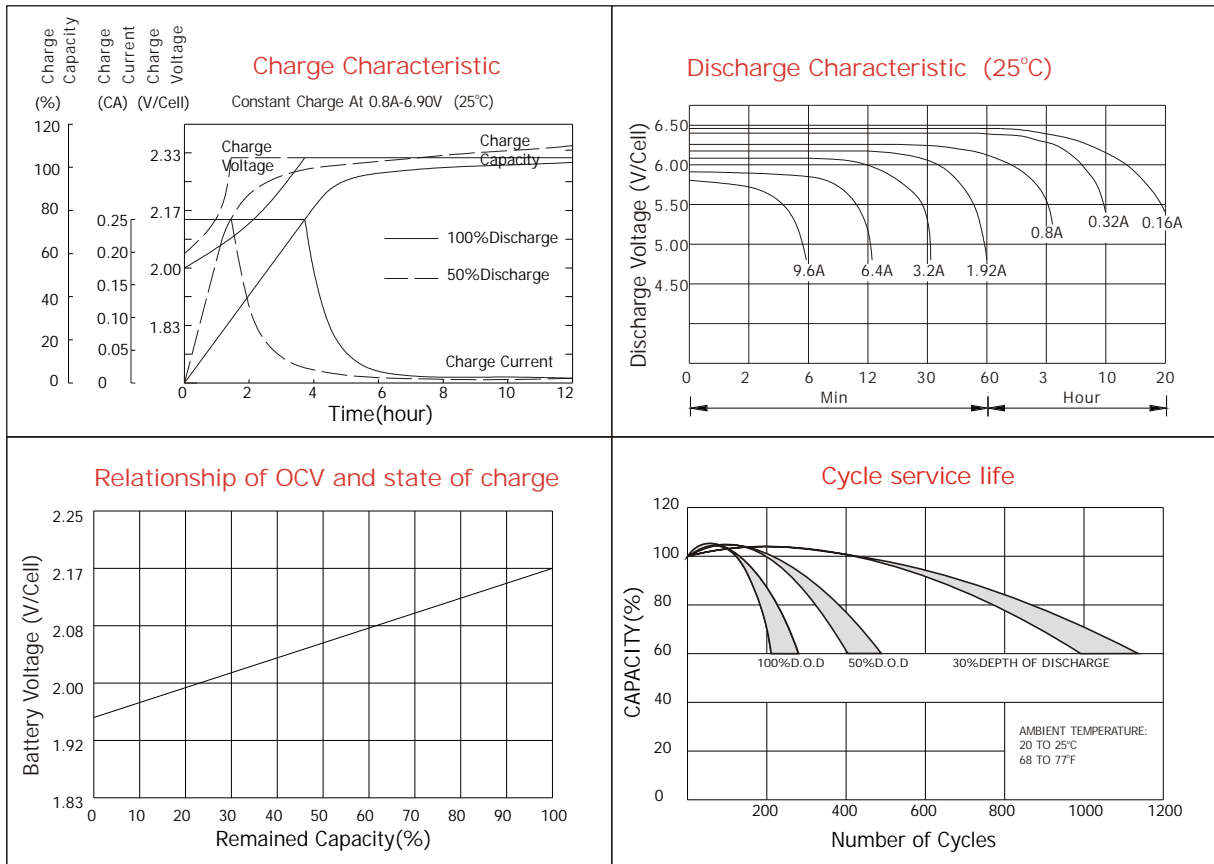 Charge Capacity
Charge Current
Charge Voltage
Charge Characteristic
(%) (CA) (V/Cell)
Constant Charge At 0.8A-6.90V (25°C)
120
100
80
60
40
20
0
0.25
0.20
0.15
0.10
0.05
0
2.33
2.17
2.00
1.83
Charge Voltage
Charge Capacity
100%Discharge
50%Discharge
Charge Current
0 2 4 6 8 10 12
Time(hour)
Discharge Characteristic (25°C)
Discharge Voltage (V/Cell)
6.50
6.00
5.50
5.00
4.50
9.6A 6.4A 3.2A 1.92A 0.8A 0.32A 0.16A
0 2 6 12 30 60 3 10 20
Min Hour
Relationship of OCV and state of charge
Battery Voltage (V/Cell)
2.25
2.17
2.08
2.00
1.92
1.83
0 10 20 30 40 50 60 70 80 90 100
Remained Capacity(%)
Cycle service life
CAPACITY(%)
120
100
80
60
40
20
0
100%D.O.D 50%D.O.D 30%DEPTH OF DISCHARGE
AMBIENT TEMPERATURE:
20 TO 25°C
68 TO 77°F
200 400 600 800 1000 1200
Number of Cycles